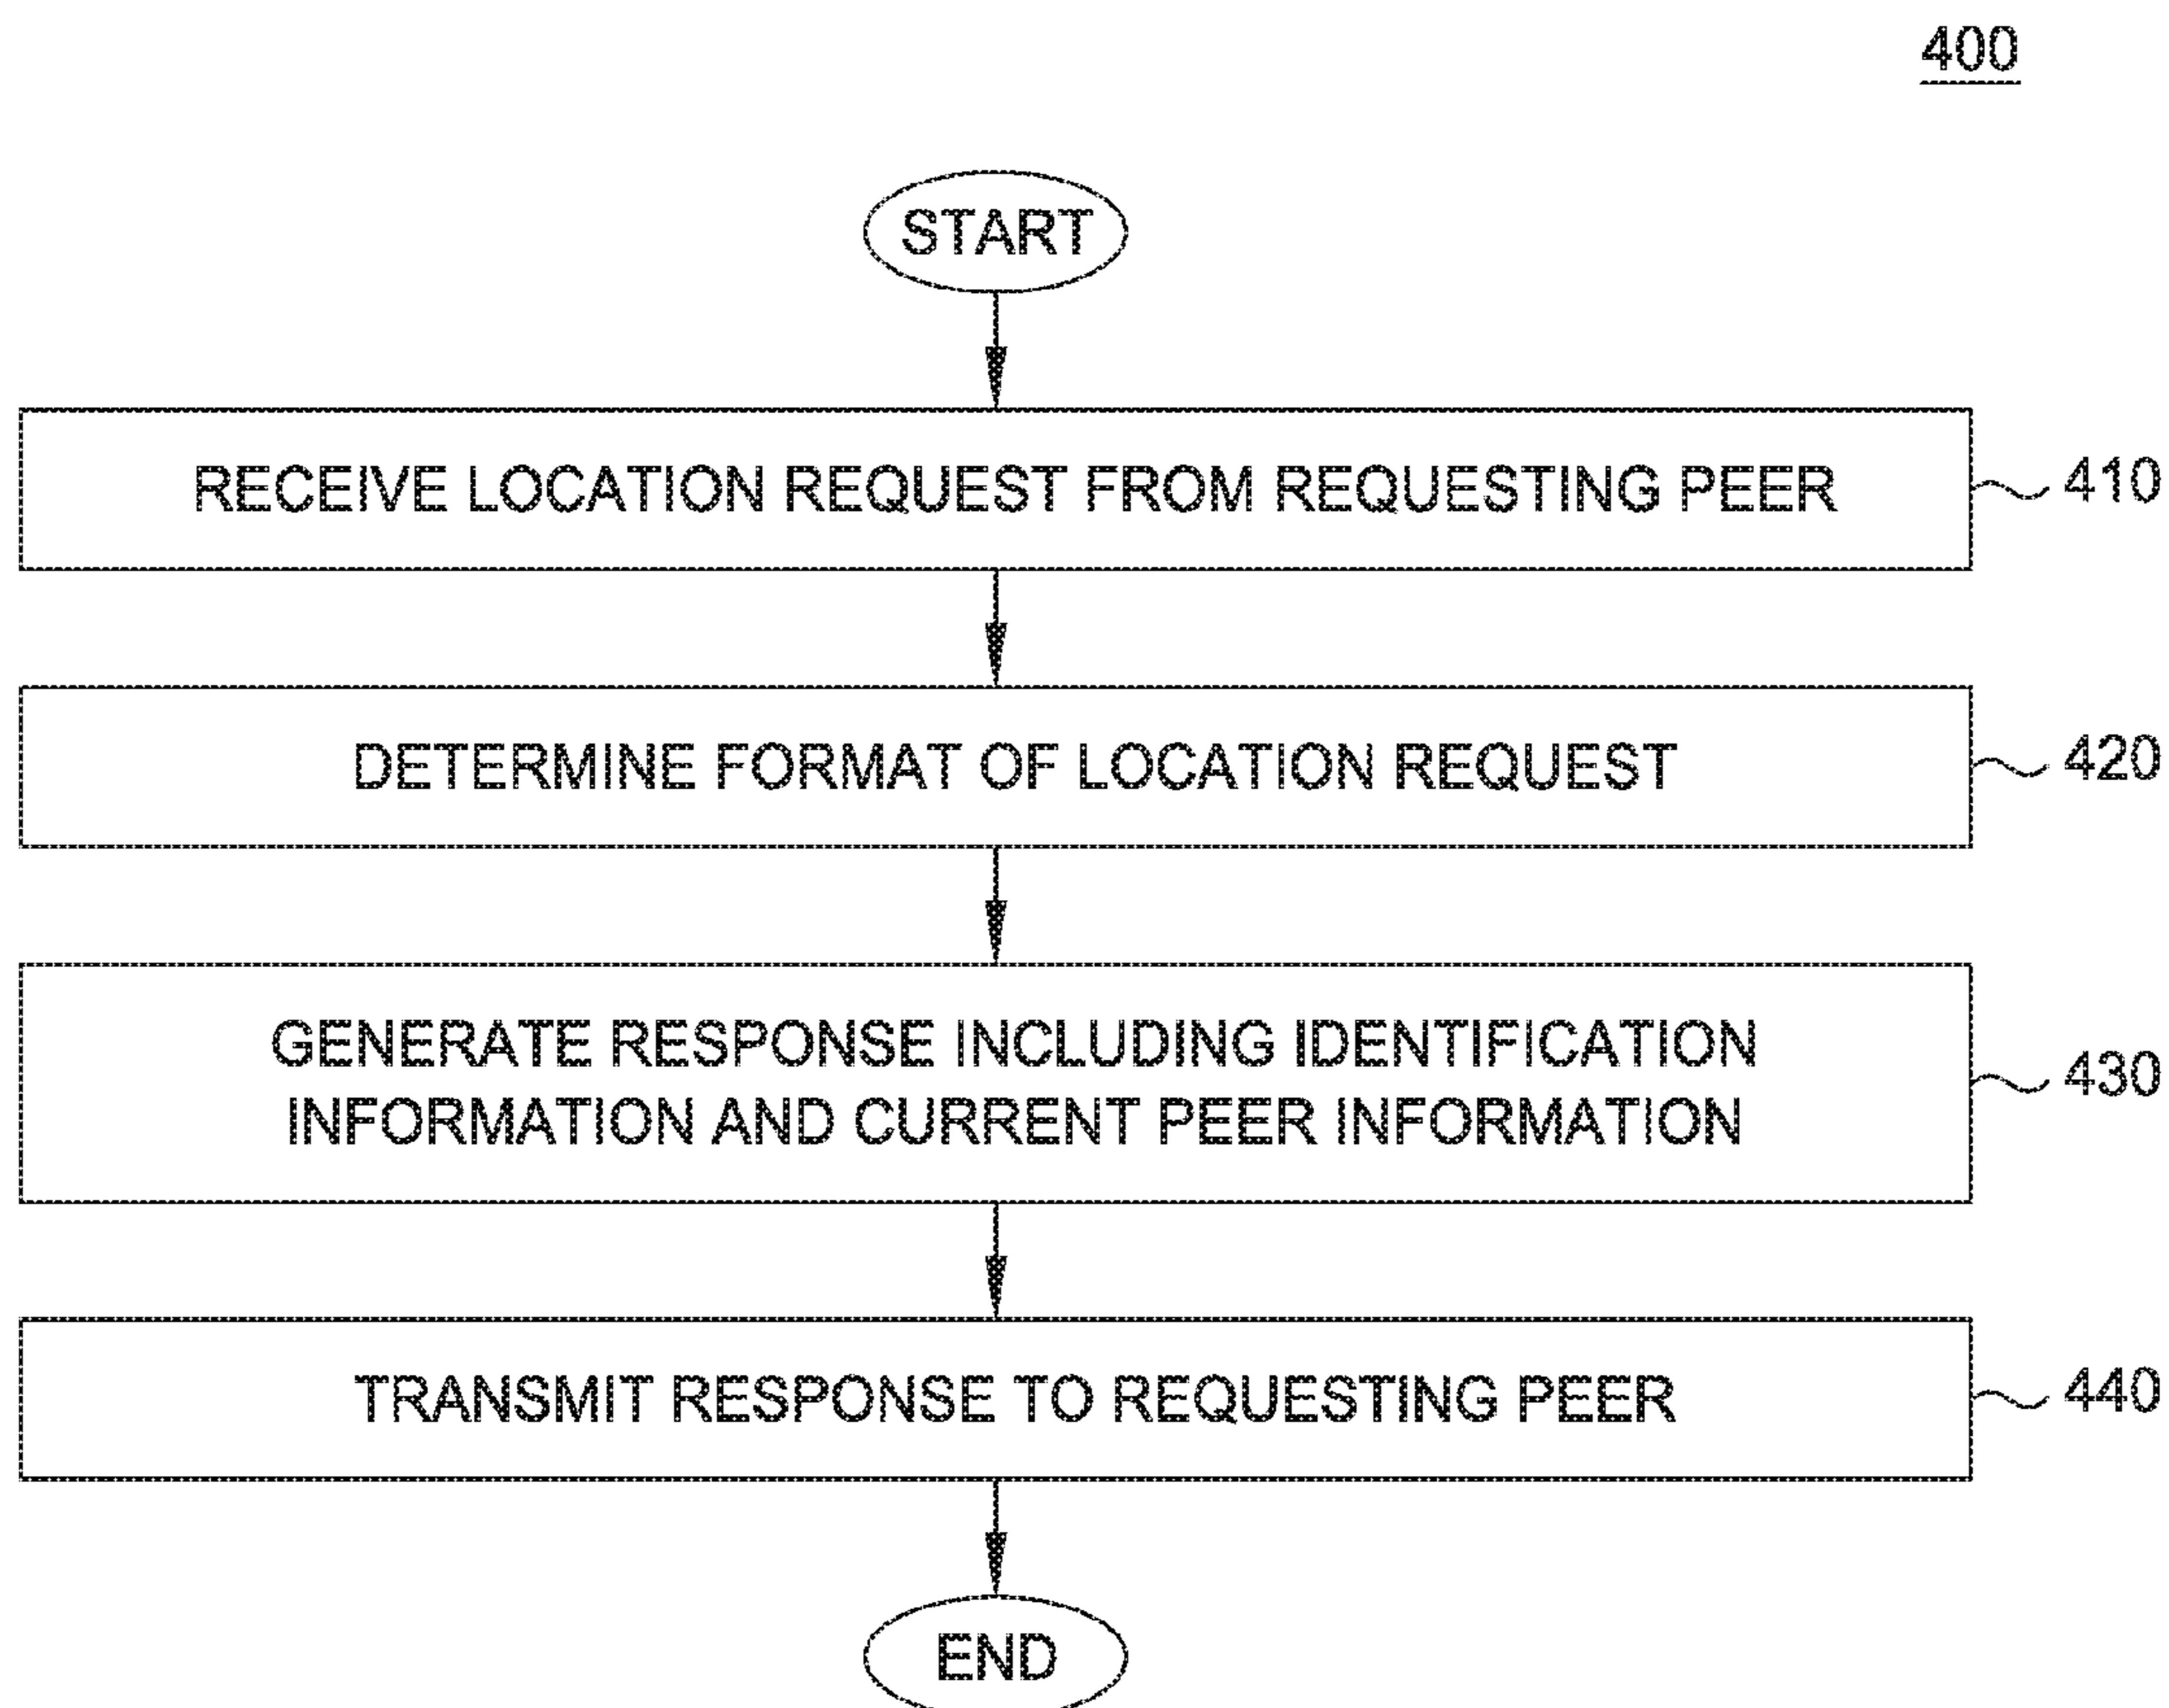 400
START
RECEIVE LOCATION REQUEST FROM REQUESTING PEER
410
DETERMINE FORMAT OF LOCATION REQUEST
420
GENERATE RESPONSE INCLUDING IDENTIFICATION
INFORMATION AND CURRENT PEER INFORMATION
430
TRANSMIT RESPONSE TO REQUESTING PEER
440
END